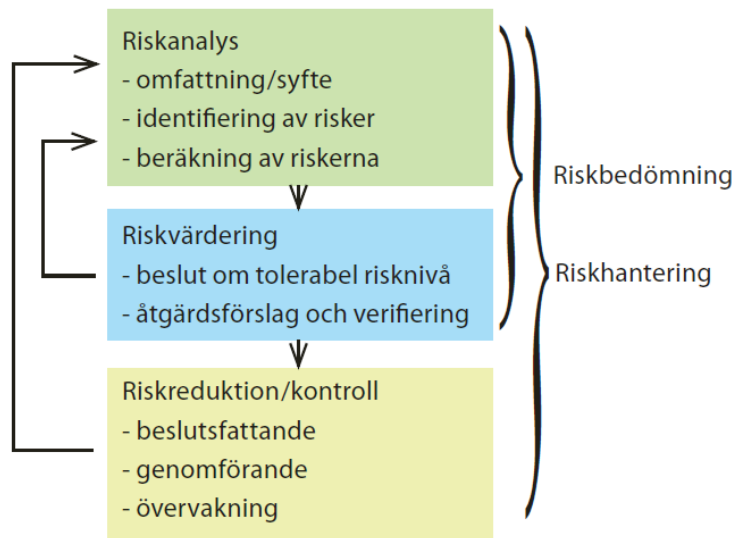 Riskanalys
- omfattning/syfte
- identifiering av risker
- beräkning av riskerna
Riskvärdering
- beslut om tolerabel risknivå
- åtgärdsförslag och verifiering
Riskreduktion/kontroll
- beslutsfattande
- genomförande
- övervakning
Riskbedömning
Riskhantering